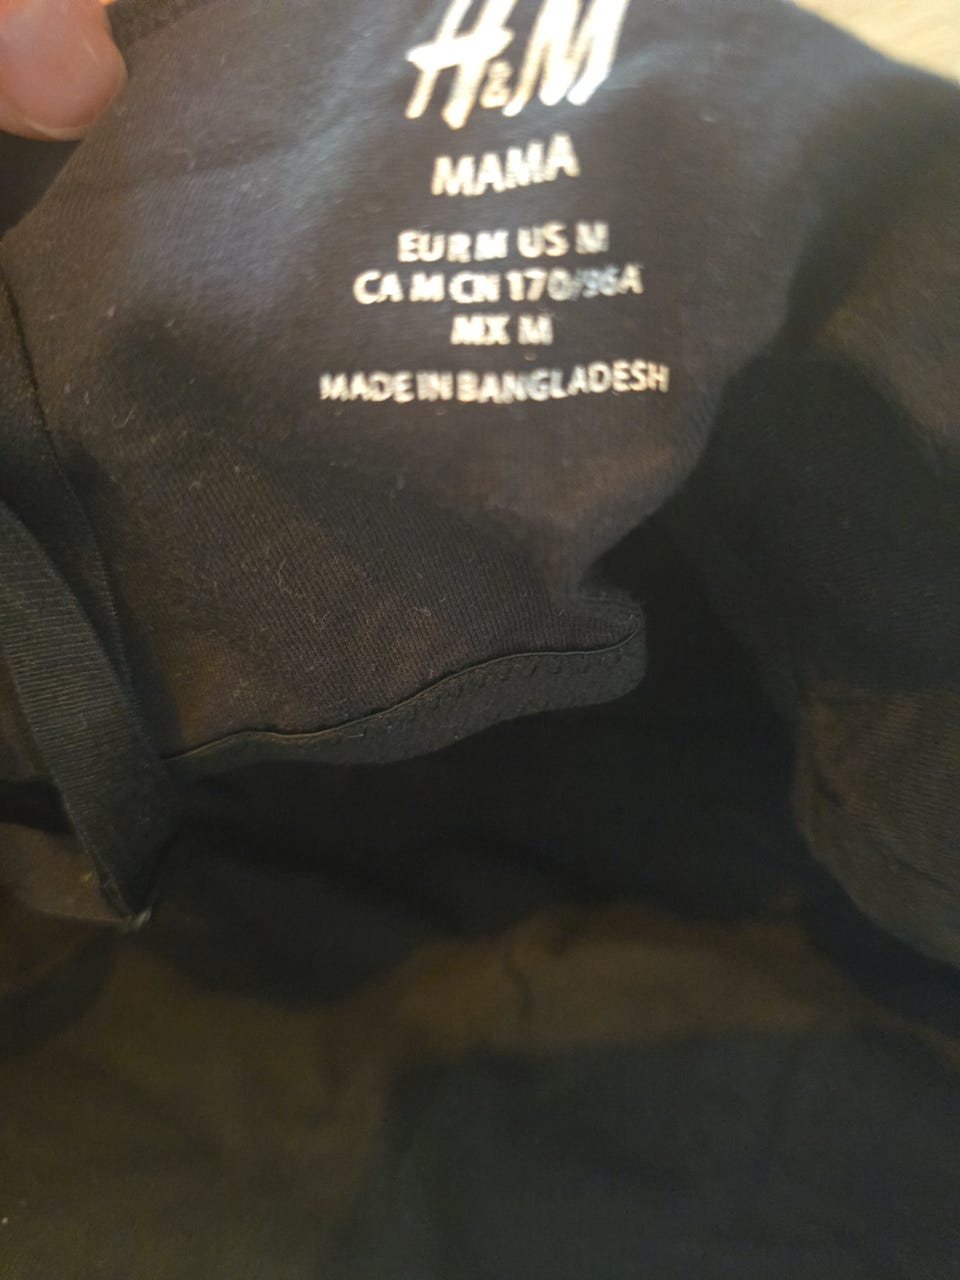 H&M
MAMA
EUR M US M
CA M CN 170/96A
MX M
MADE IN BANGLADESH